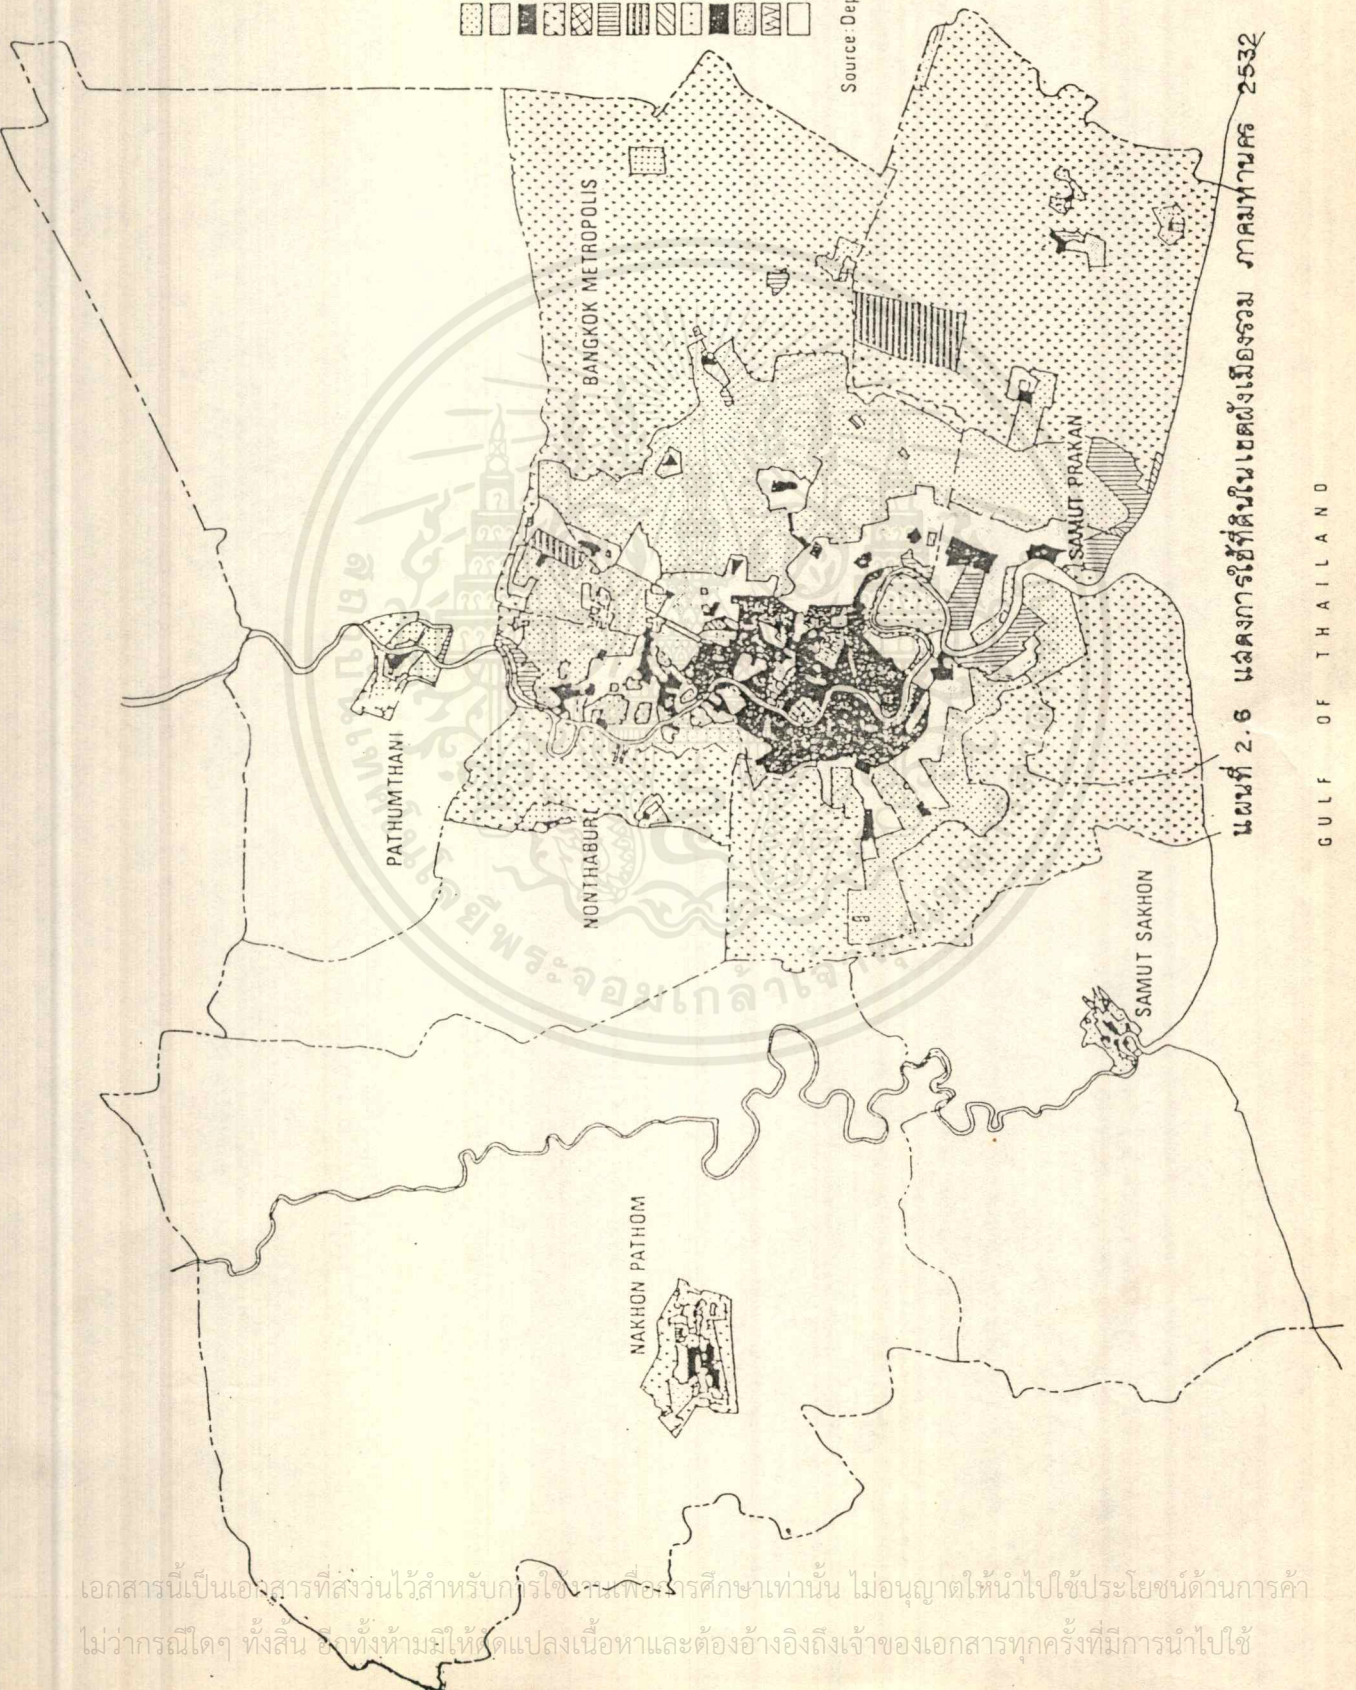 PATHUMTHANI
BANGKOK METROPOLIS
NONTHABURI
NAKHON PATHOM
SAMUT PRAKAN
SAMUT SAKHON
Source:Dep
แผนที่ 2.6 แสดงการใช้ที่ดินในเขตผังเมืองรวม ภาคมหานคร 2532
GULF OF THAILAND
เอกสารนี้เป็นเอกสารที่สงวนไว้สำหรับการใช้งานเพื่อการศึกษาเท่านั้น ไม่อนุญาตให้นำไปใช้ประโยชน์ด้านการค้า
ไม่ว่ากรณีใดๆ ทั้งสิ้น อีกทั้งห้ามมิให้ดัดแปลงเนื้อหาและต้องอ้างอิงถึงเจ้าของเอกสารทุกครั้งที่มีการนำไปใช้